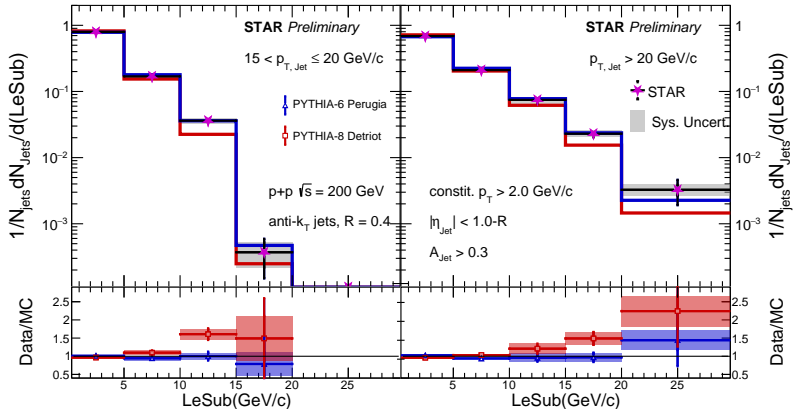 STAR Preliminary
15 < p_T, Jet ≤ 20 GeV/c
PYTHIA-6 Perugia
PYTHIA-8 Detriot
p+p √s = 200 GeV
anti-k_T jets, R = 0.4
1/N_jets dN_Jets/d(LeSub)
1
10^-1
10^-2
10^-3
STAR Preliminary
p_T, Jet > 20 GeV/c
STAR
Sys. Uncert.
constit. p_T > 2.0 GeV/c
|η_Jet| < 1.0-R
A_Jet > 0.3
1/N_jets dN_Jets/d(LeSub)
1
10^-1
10^-2
10^-3
Data/MC
2.5
2
1.5
1
0.5
5 10 15 20 25
LeSub(GeV/c)
5 10 15 20 25
LeSub(GeV/c)
2.5
2
1.5
1
0.5
Data/MC